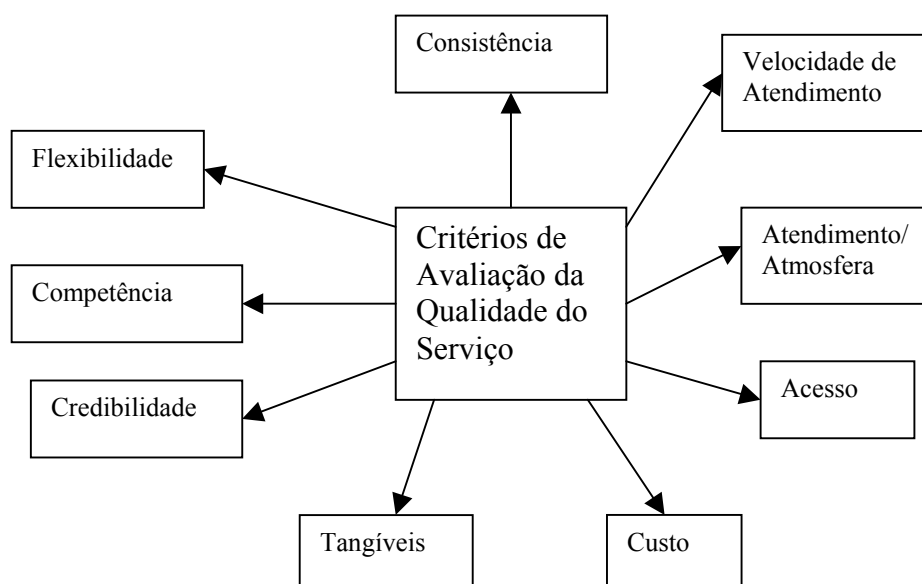 Consistência
Velocidade de
Atendimento
Flexibilidade
Critérios de
Avaliação da
Qualidade do
Serviço
Atendimento/
Atmosfera
Competência
Credibilidade
Acesso
Tangíveis
Custo